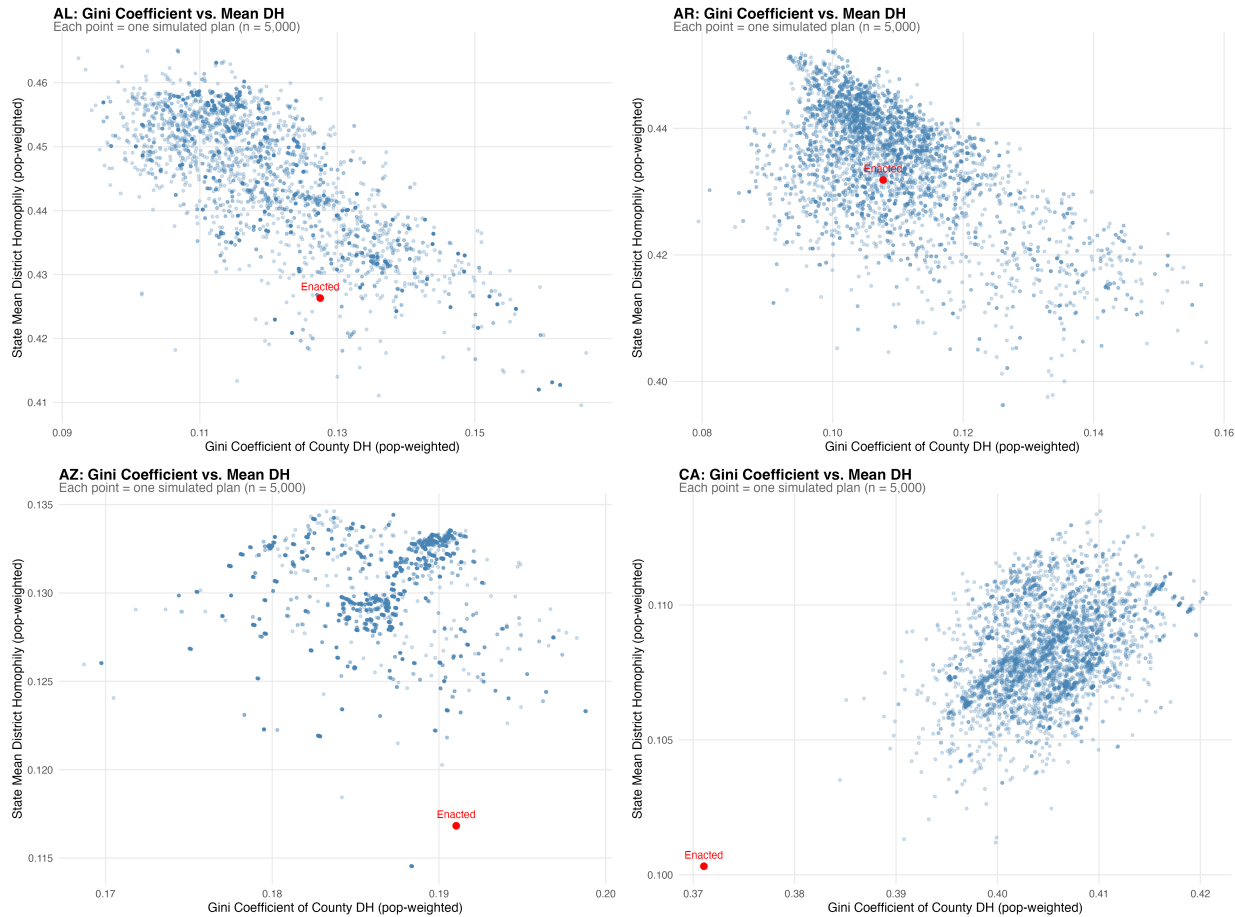 AL: Gini Coefficient vs. Mean DH
Each point = one simulated plan (n = 5,000)
State Mean District Homophily (pop-weighted)
0.46
0.45
0.44
0.43
0.42
0.41
Enacted
0.09
0.11
0.13
0.15
Gini Coefficient of County DH (pop-weighted)
AR: Gini Coefficient vs. Mean DH
Each point = one simulated plan (n = 5,000)
State Mean District Homophily (pop-weighted)
0.44
0.42
0.40
Enacted
0.08
0.10
0.12
0.14
0.16
Gini Coefficient of County DH (pop-weighted)
AZ: Gini Coefficient vs. Mean DH
Each point = one simulated plan (n = 5,000)
State Mean District Homophily (pop-weighted)
0.135
0.130
0.125
0.120
0.115
Enacted
0.17
0.18
0.19
0.20
Gini Coefficient of County DH (pop-weighted)
CA: Gini Coefficient vs. Mean DH
Each point = one simulated plan (n = 5,000)
State Mean District Homophily (pop-weighted)
0.110
0.105
0.100
Enacted
0.37
0.38
0.39
0.40
0.41
0.42
Gini Coefficient of County DH (pop-weighted)